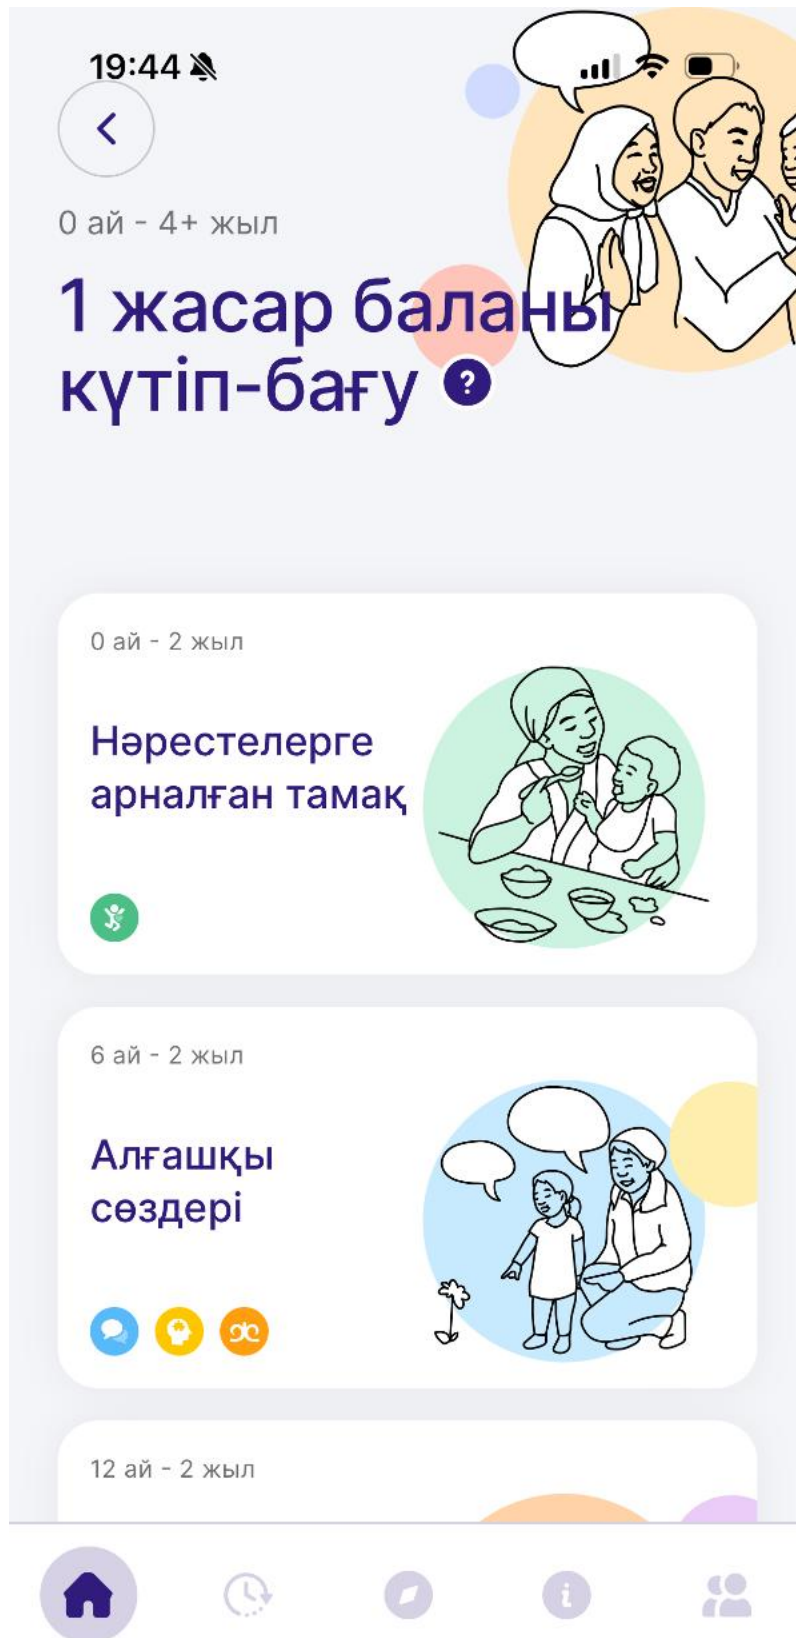 19:44
0 ай - 4+ жыл
1 жасар баланы
күтіп-бағу ?
0 ай - 2 жыл
Нәрестелерге
арналған тамақ
6 ай - 2 жыл
Алғашқы
сөздері
12 ай - 2 жыл